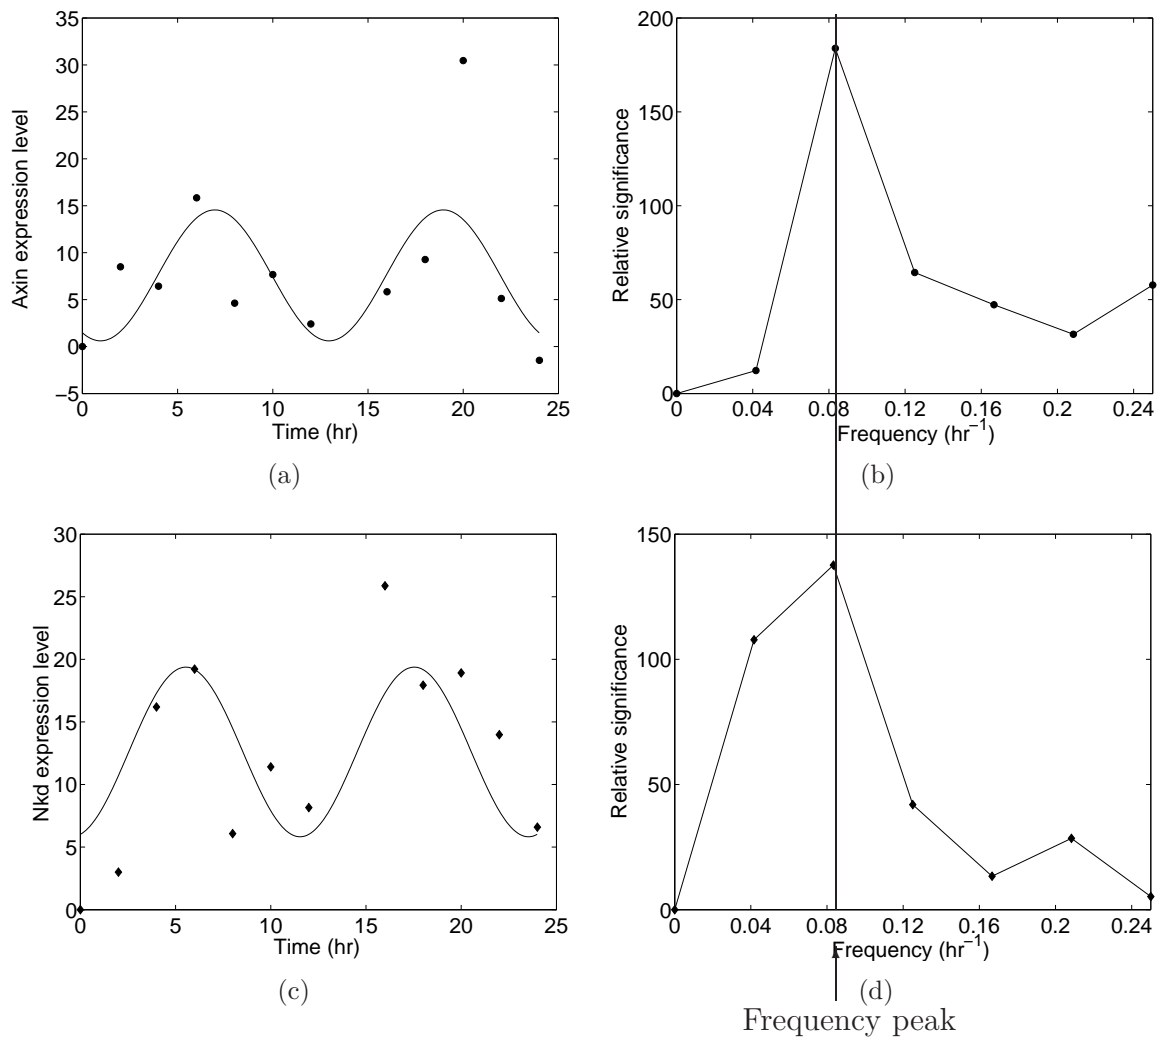 35
30
25
20
15
10
5
0
−5
Axin expression level
0 5 10 15 20 25
Time (hr)
(a)
200
150
100
50
0
Relative significance
0 0.04 0.08 0.12 0.16 0.2 0.24
Frequency (hr−1)
(b)
30
25
20
15
10
5
0
Nkd expression level
0 5 10 15 20 25
Time (hr)
(c)
150
100
50
0
Relative significance
0 0.04 0.08 0.12 0.16 0.2 0.24
Frequency (hr−1)
(d)
Frequency peak